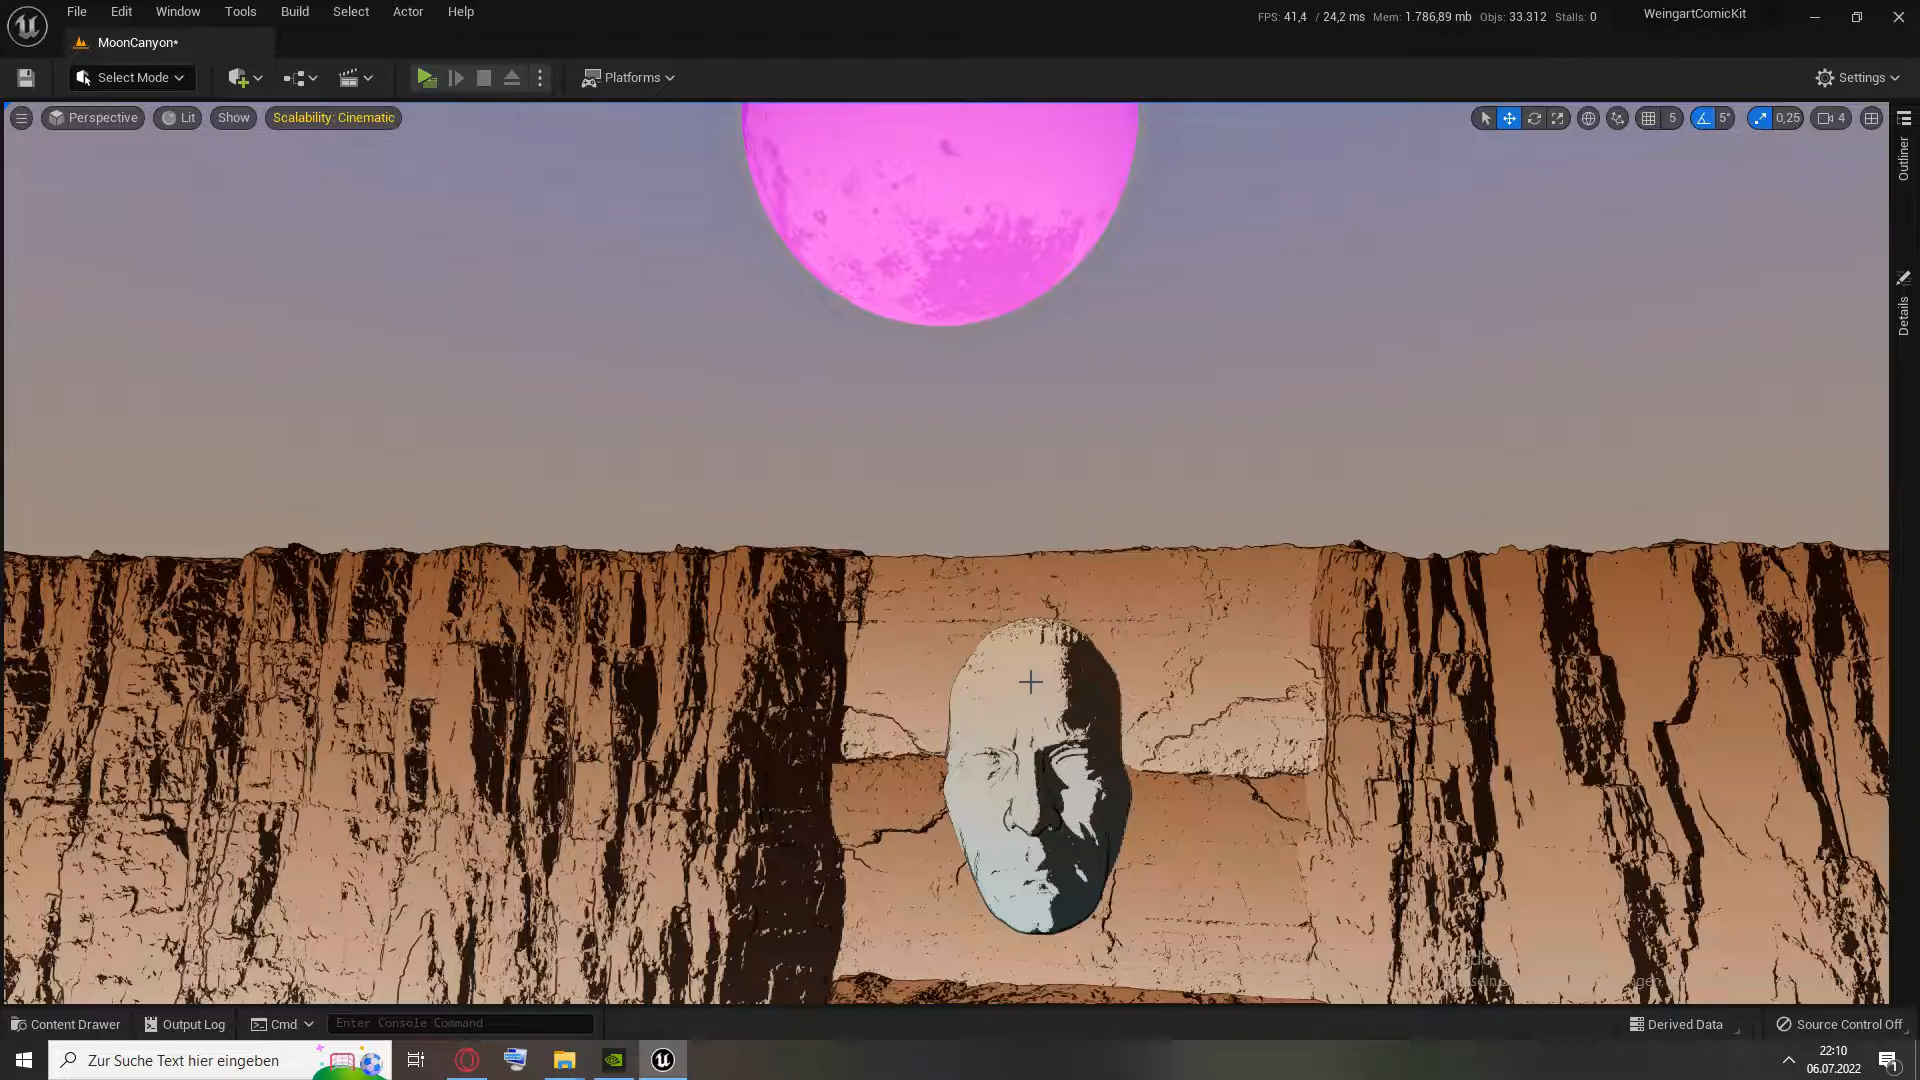 File Edit Window Tools Build Select Actor Help
FPS: 41,4 / 24,2 ms Mem: 1.786,89 mb Objs: 33.312 Stalls: 0
WeingartComicKit
MoonCanyon*
Select Mode
Platforms
Settings
Perspective Lit Show Scalability: Cinematic
5 5° 0,25 4
Outliner
Details
Content Drawer Output Log Cmd Enter Console Command
Derived Data Source Control Off
Zur Suche Text hier eingeben
22:10
06.07.2022
1